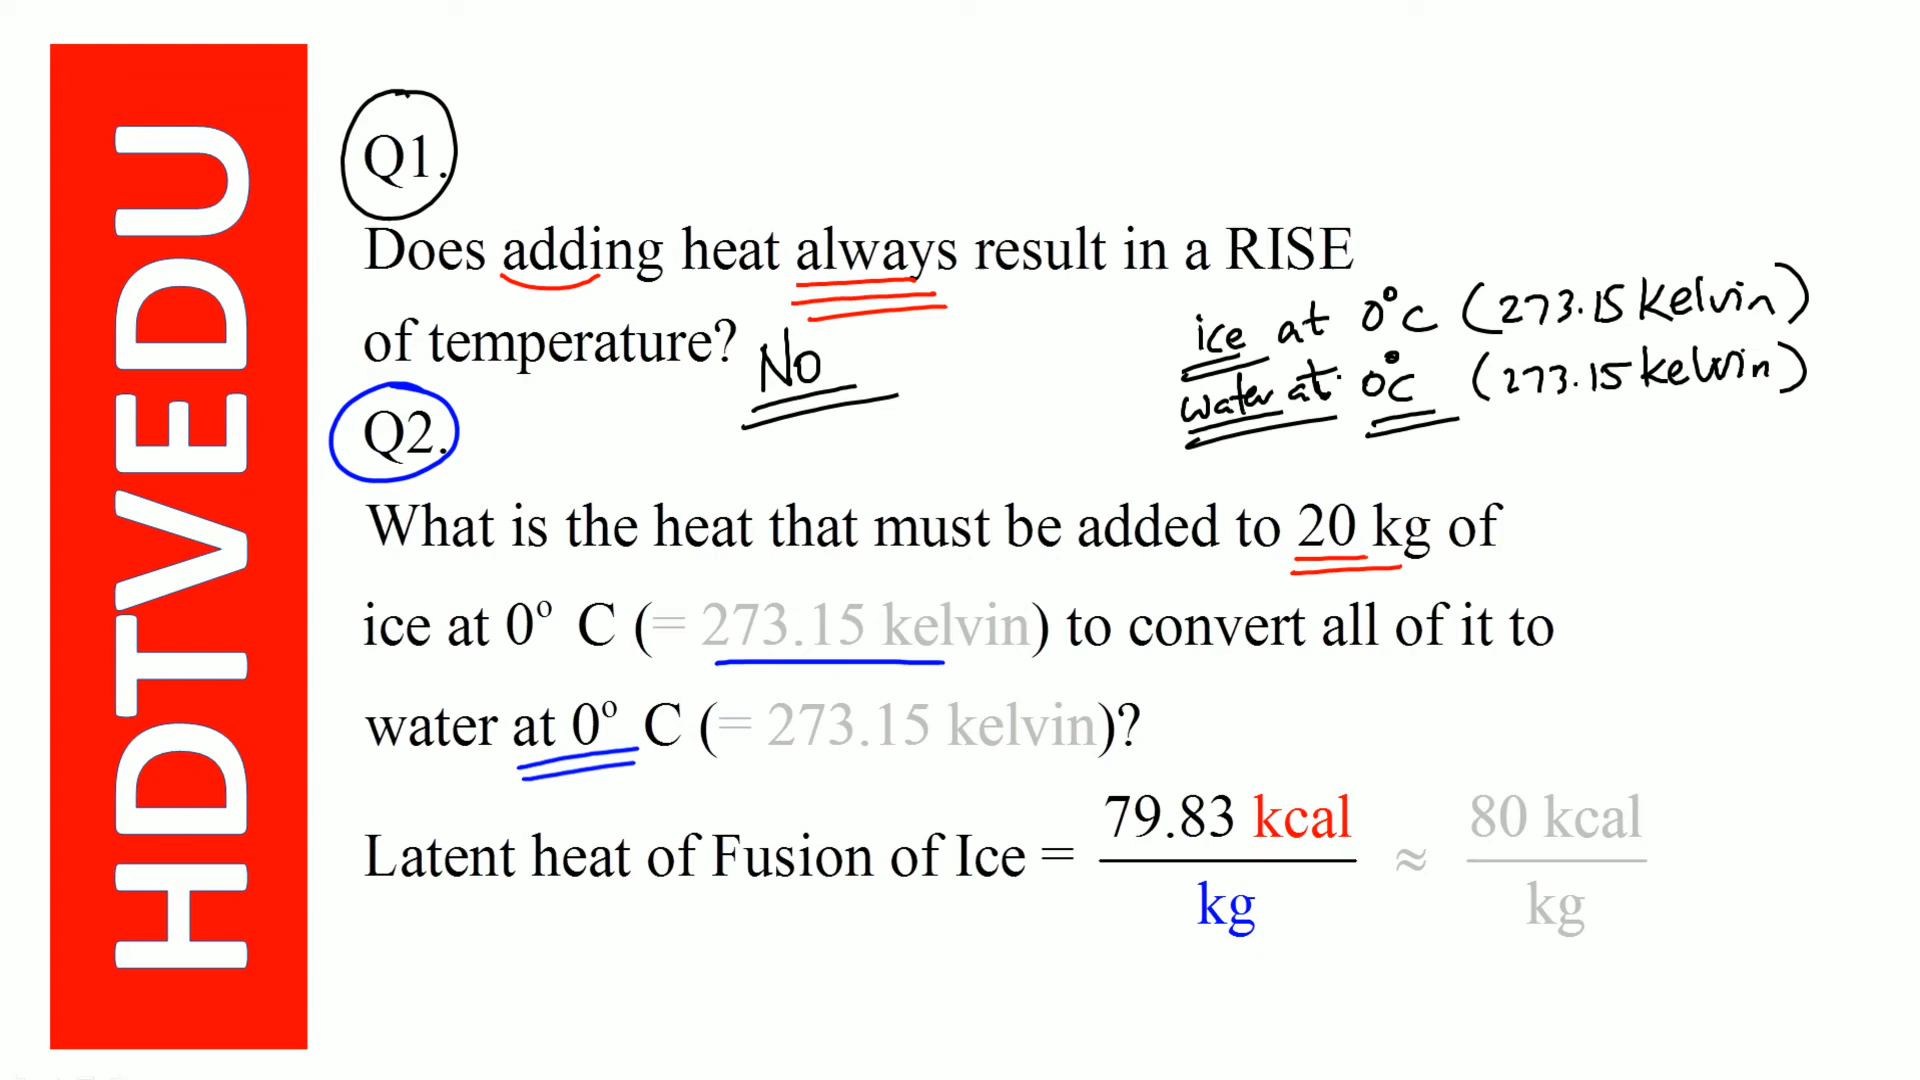 HDTVEDU
Q1.
Does adding heat always result in a RISE
of temperature? No
ice at 0°C (273.15 Kelvin)
water at 0°C (273.15 kelvin)
Q2.
What is the heat that must be added to 20 kg of
ice at 0° C (= 273.15 kelvin) to convert all of it to
water at 0° C (= 273.15 kelvin)?
Latent heat of Fusion of Ice = 79.83 kcal / kg ≈ 80 kcal / kg